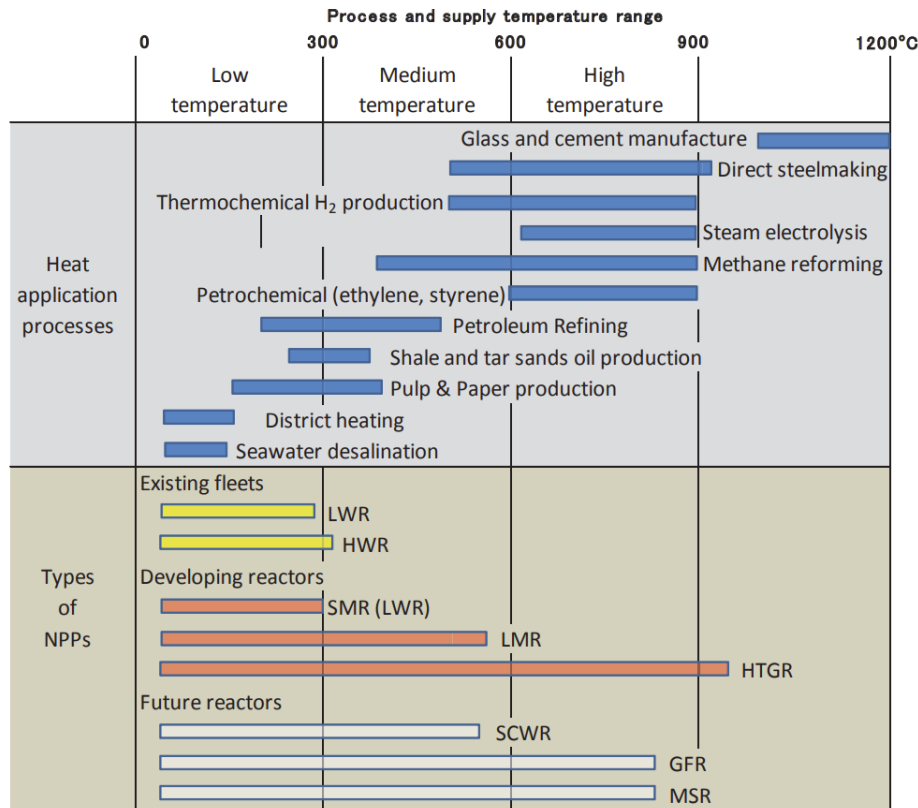 Process and supply temperature range
0 300 600 900 1200°C
Low Medium High
temperature temperature temperature
Glass and cement manufacture
Direct steelmaking
Thermochemical H₂ production
Steam electrolysis
Heat
application
processes
Methane reforming
Petrochemical (ethylene, styrene)
Petroleum Refining
Shale and tar sands oil production
Pulp & Paper production
District heating
Seawater desalination
Existing fleets
LWR
HWR
Types
of
NPPs
Developing reactors
SMR (LWR)
LMR
HTGR
Future reactors
SCWR
GFR
MSR